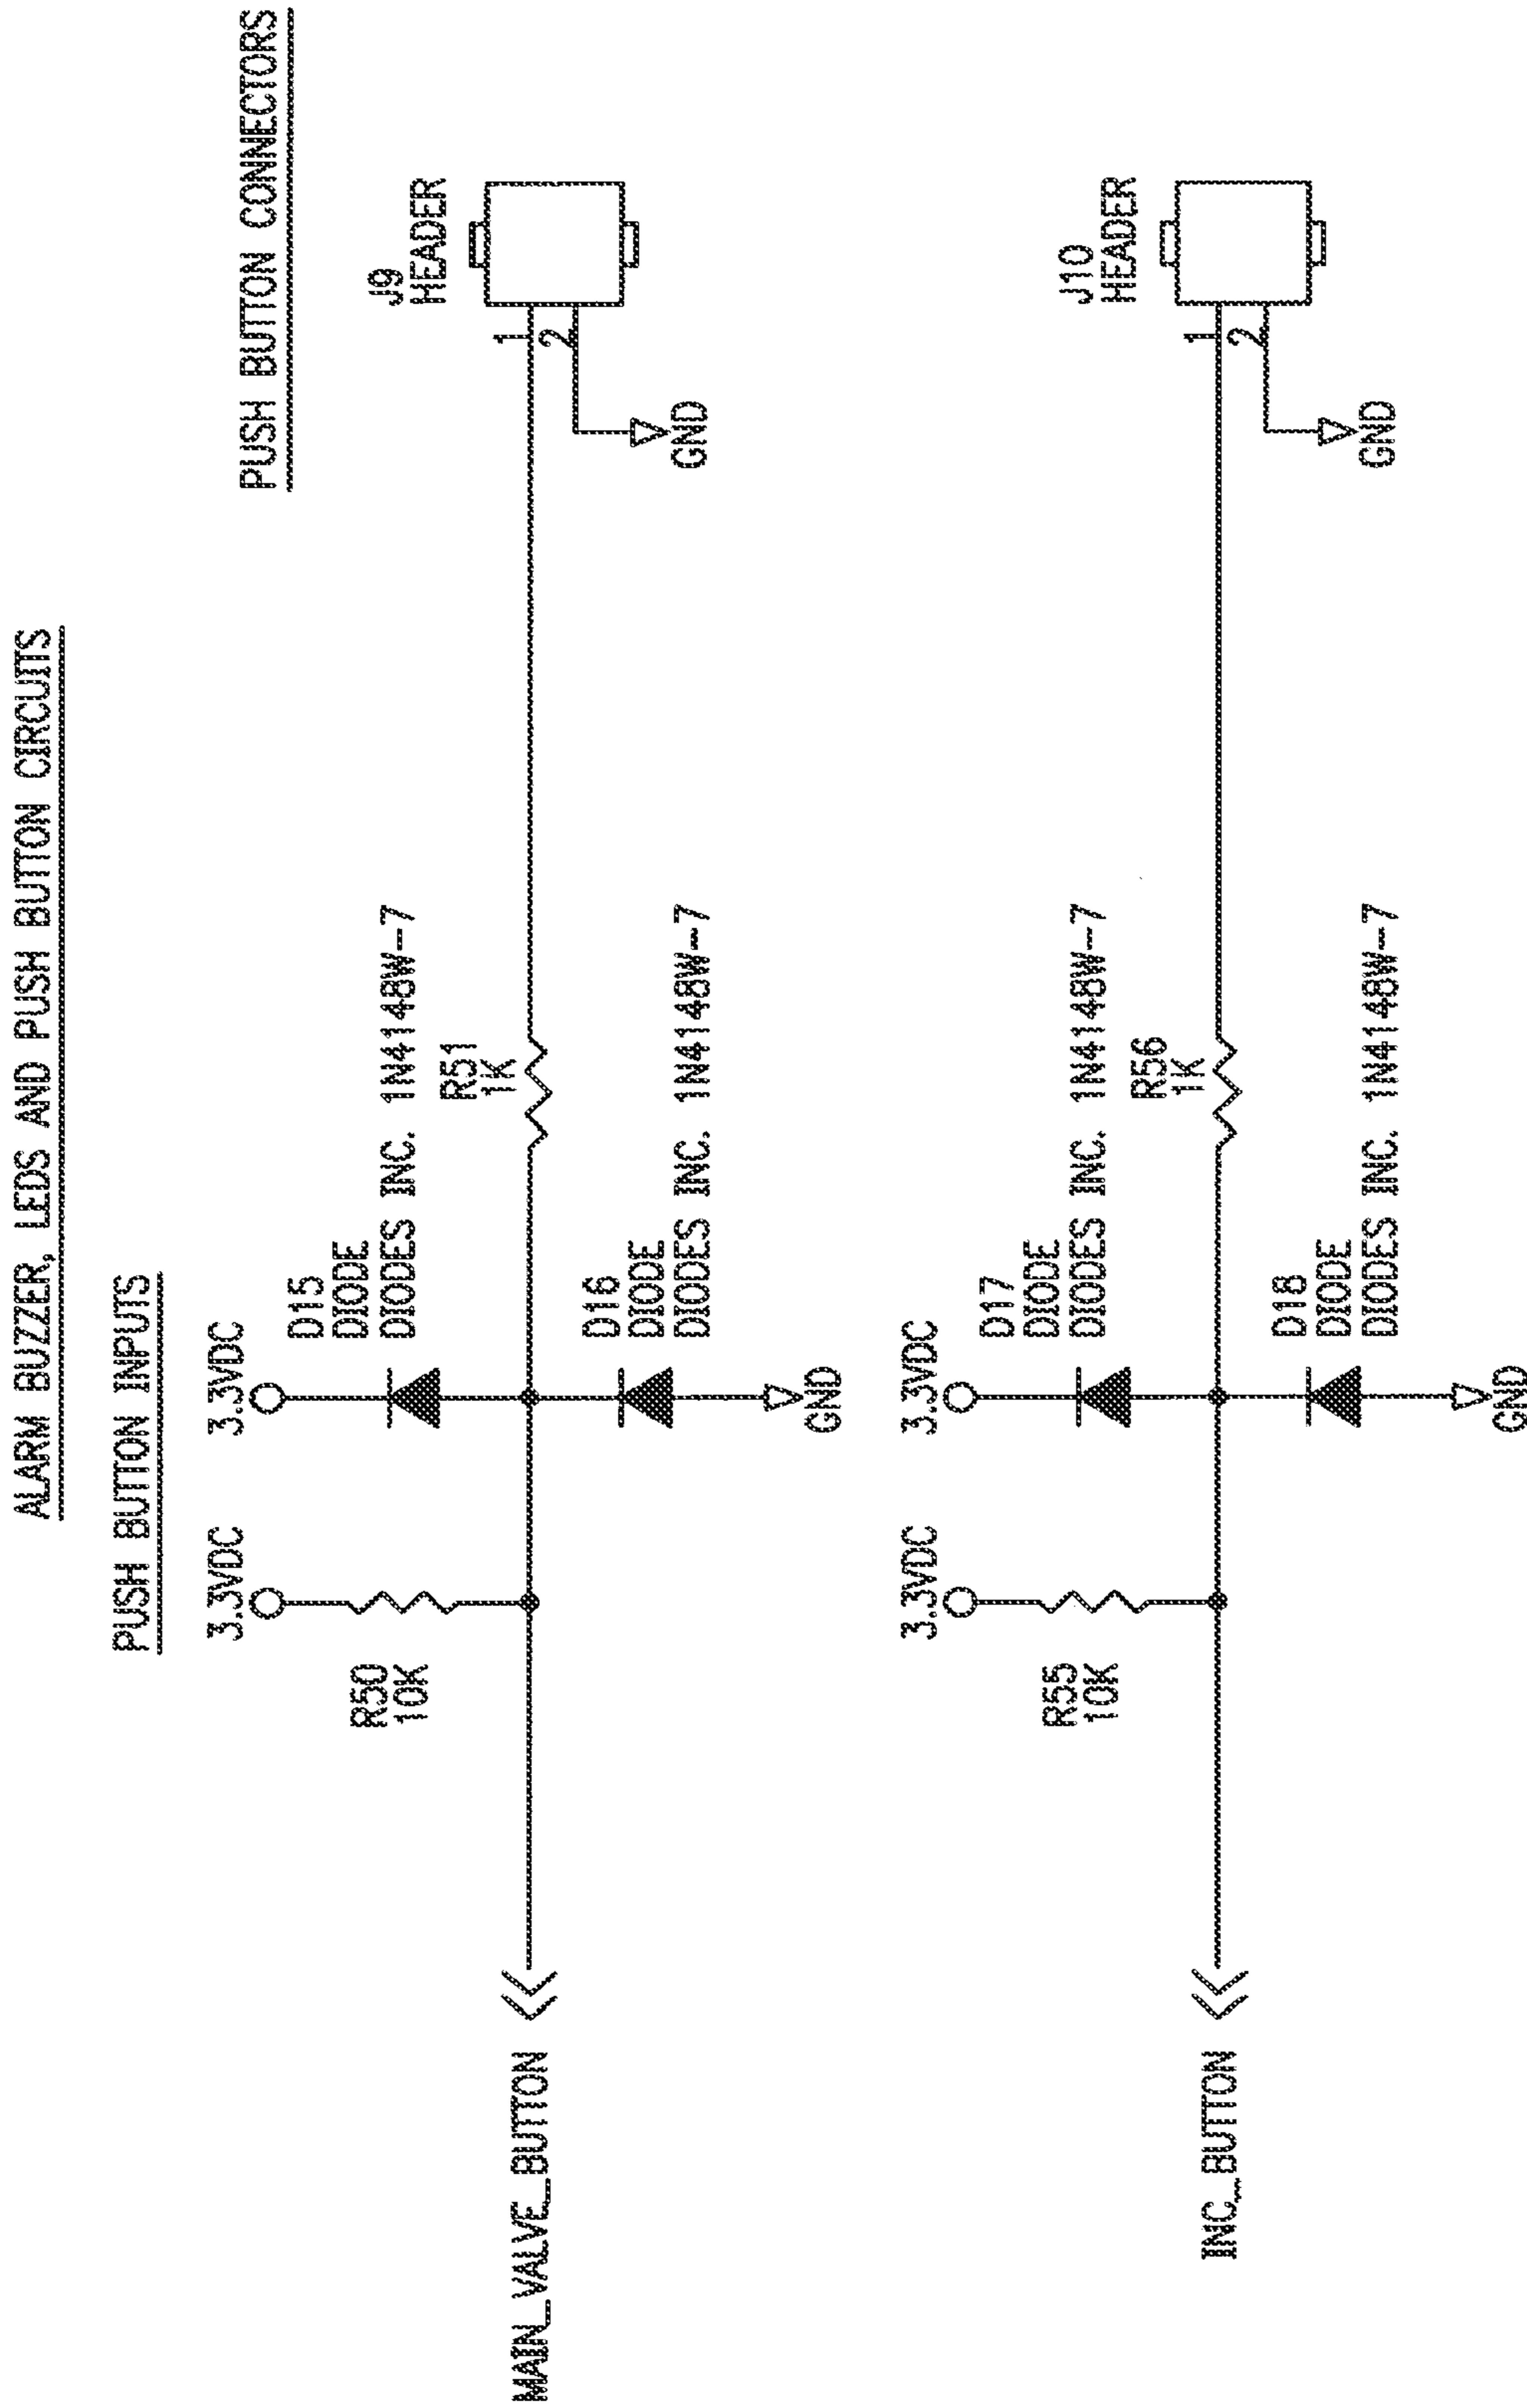 ALARM BUZZER, LEDS AND PUSH BUTTON CIRCUITS
PUSH BUTTON INPUTS
PUSH BUTTON CONNECTORS
3.3VDC
3.3VDC
R50
10K
D15
DIODE
DIODES INC. 1N4148W-7
R51
1K
J9
HEADER
1
2
GND
MAIN_VALVE_BUTTON
D16
DIODE
DIODES INC. 1N4148W-7
GND
3.3VDC
3.3VDC
R55
10K
D17
DIODE
DIODES INC. 1N4148W-7
R56
1K
J10
HEADER
1
2
GND
INC_BUTTON
D18
DIODE
DIODES INC. 1N4148W-7
GND